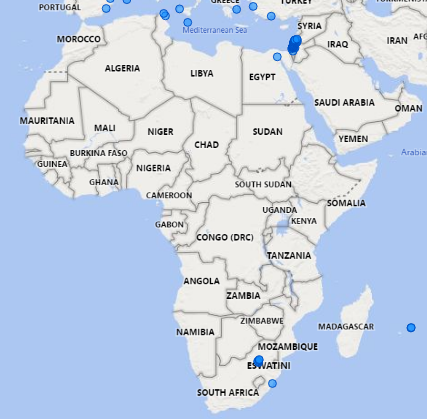 PORTUGAL
GREECE
TURKEY
Mediterranean Sea
SYRIA
MOROCCO
IRAQ
IRAN
AFG
ALGERIA
LIBYA
EGYPT
SAUDI ARABIA
OMAN
MAURITANIA
MALI
NIGER
CHAD
SUDAN
YEMEN
Arabia
BURKINA FASO
GUINEA
GHANA
NIGERIA
SOUTH SUDAN
CAMEROON
SOMALIA
UGANDA
KENYA
GABON
CONGO (DRC)
TANZANIA
ANGOLA
ZAMBIA
ZIMBABWE
MADAGASCAR
NAMIBIA
MOZAMBIQUE
ESWATINI
SOUTH AFRICA